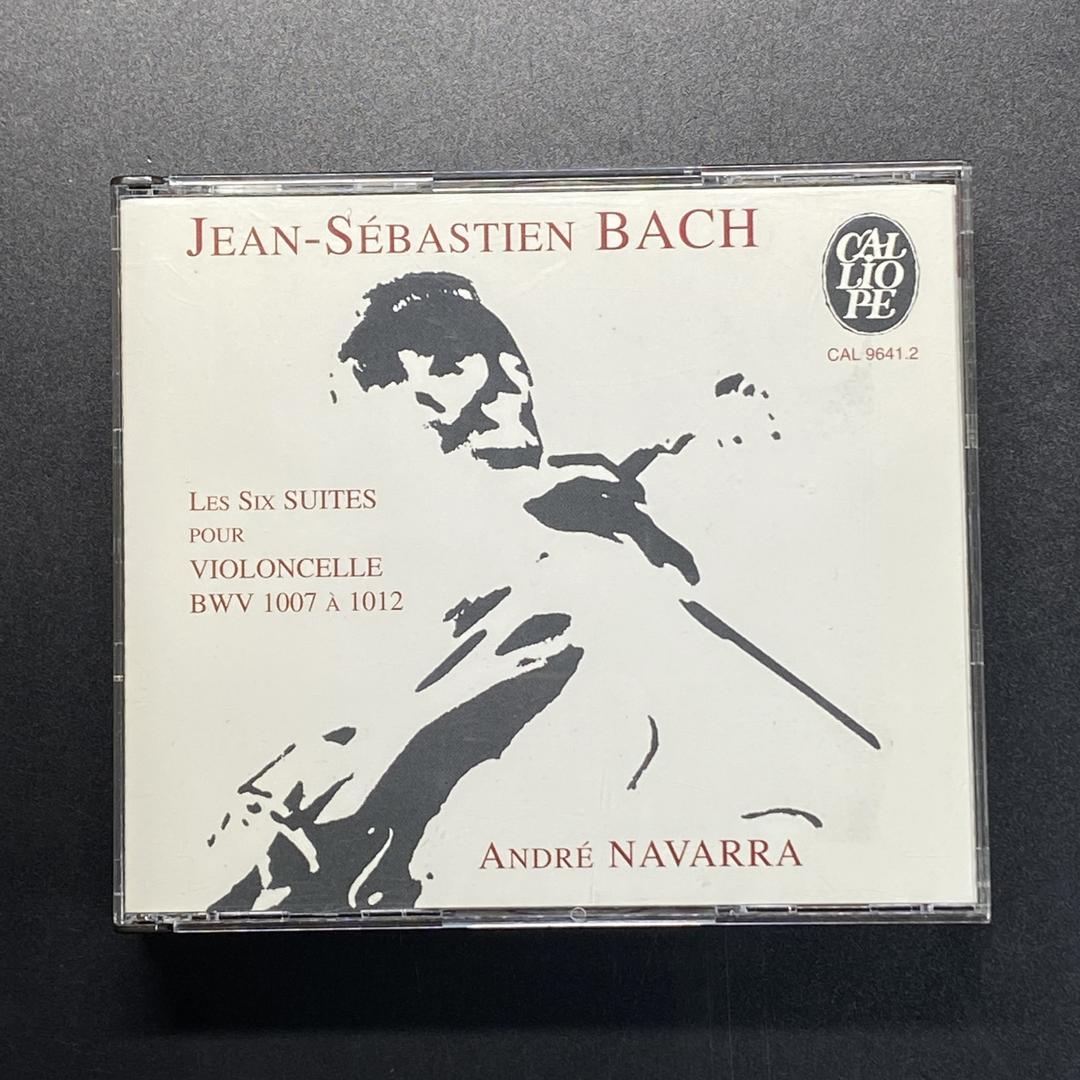 JEAN-SÉBASTIEN BACH
CAL
LIO
PE
CAL 9641.2
LES SIX SUITES
POUR
VIOLONCELLE
BWV 1007 À 1012
ANDRÉ NAVARRA